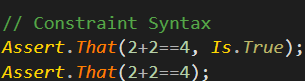 // Constraint Syntax
Assert.That(2+2==4, Is.True);
Assert.That(2+2==4);